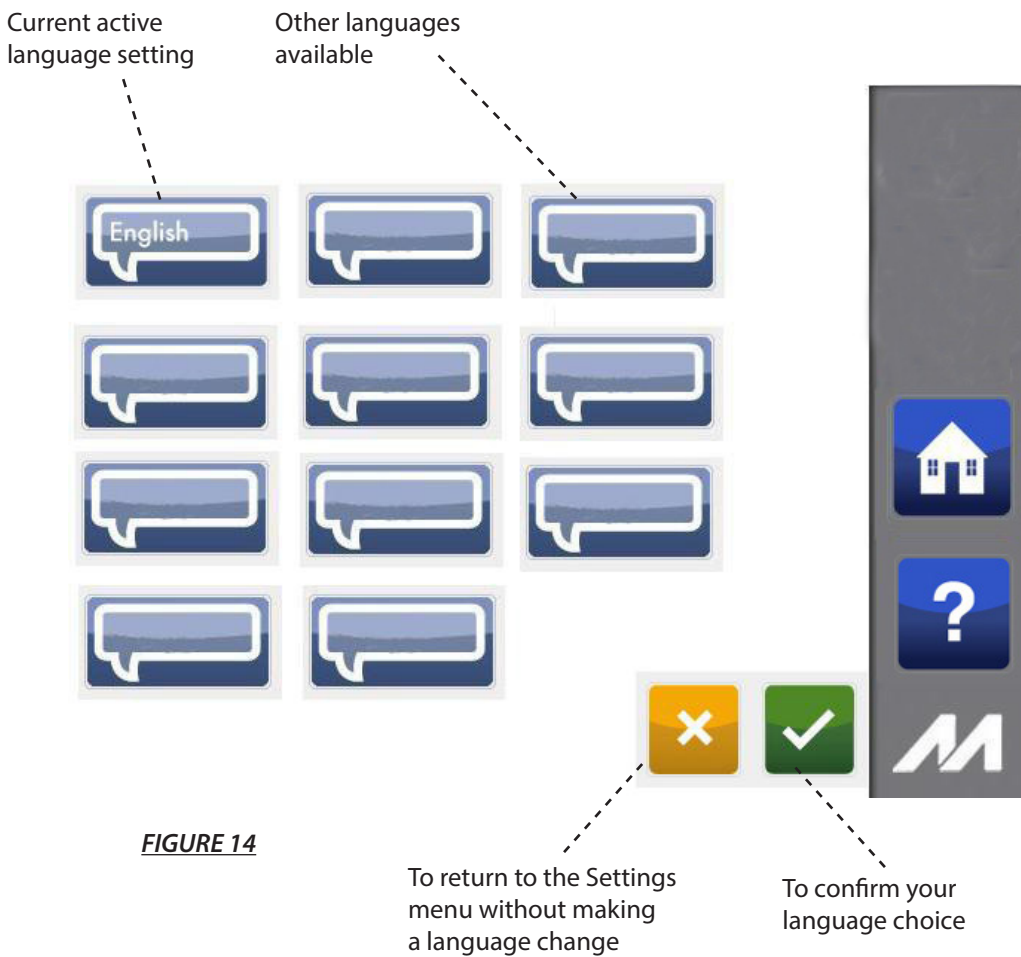 Current active
language setting
Other languages
available
English
?
FIGURE 14
To return to the Settings
menu without making
a language change
To confirm your
language choice